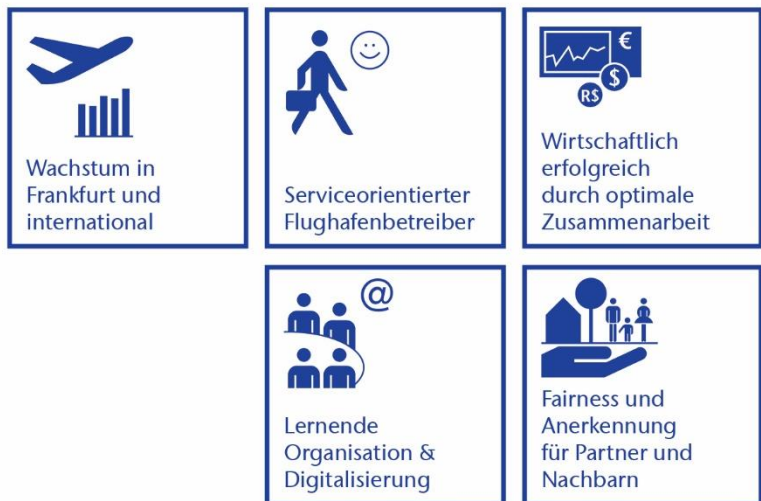 Wachstum in
Frankfurt und
international
Serviceorientierter
Flughafenbetreiber
€
$
R$
Wirtschaftlich
erfolgreich
durch optimale
Zusammenarbeit
@
Lernende
Organisation &
Digitalisierung
Fairness und
Anerkennung
für Partner und
Nachbarn